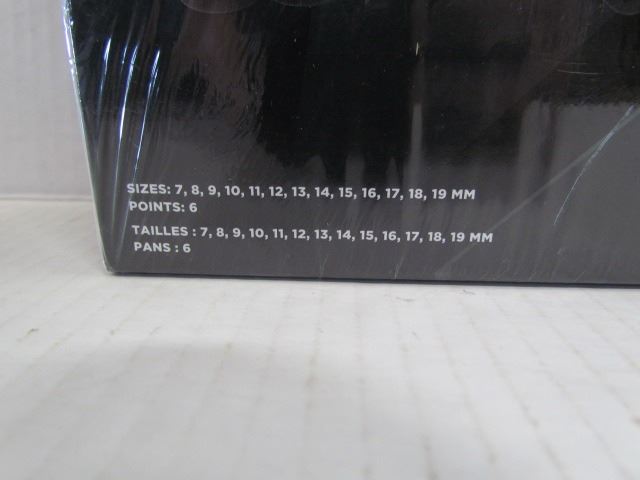 SIZES: 7, 8, 9, 10, 11, 12, 13, 14, 15, 16, 17, 18, 19 MM
POINTS: 6
TAILLES : 7, 8, 9, 10, 11, 12, 13, 14, 15, 16, 17, 18, 19 MM
PANS : 6